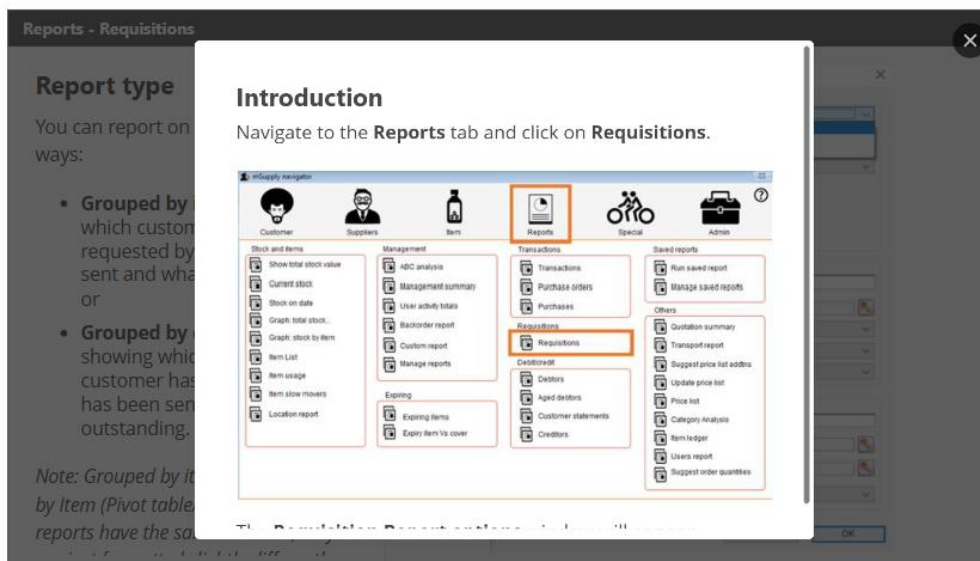 Reports - Requisitions
Report type
You can report on
ways:
• Grouped by
which custom
requested by
sent and wha
or
• Grouped by
showing whic
customer has
has been sen
outstanding.
Note: Grouped by it
by Item (Pivot table
reports have the sa
Introduction
Navigate to the Reports tab and click on Requisitions.
mSupply navigator
Customer
Suppliers
Item
Reports
Special
Admin
Stock and items
Show total stock value
Current stock
Stock on date
Graph: total stock...
Graph: stock by item
Item List
Item usage
Item slow movers
Location report
Management
ABC analysis
Management summary
User activity totals
Backorder report
Custom report
Manage reports
Expiring
Expiring items
Expiry item Vs cover
Transactions
Transactions
Purchase orders
Purchases
Requisitions
Requisitions
Debit/credit
Debtors
Aged debtors
Customer statements
Creditors
Saved reports
Run saved report
Manage saved reports
Others
Quotation summary
Transport report
Suggest price list addtns
Update price list
Price list
Category Analysis
Item ledger
Users report
Suggest order quantities
The Requisition Report options window will appear
OK